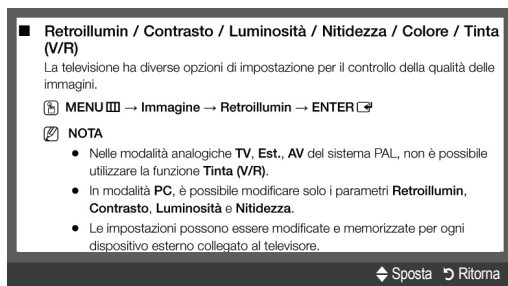 ■ Retroillumin / Contrasto / Luminosità / Nitidezza / Colore / Tinta
(V/R)
La televisione ha diverse opzioni di impostazione per il controllo della qualità delle
immagini.
MENU → Immagine → Retroillumin → ENTER
NOTA
● Nelle modalità analogiche TV, Est., AV del sistema PAL, non è possibile
utilizzare la funzione Tinta (V/R).
● In modalità PC, è possibile modificare solo i parametri Retroillumin,
Contrasto, Luminosità e Nitidezza.
● Le impostazioni possono essere modificate e memorizzate per ogni
dispositivo esterno collegato al televisore.
Sposta Ritorna